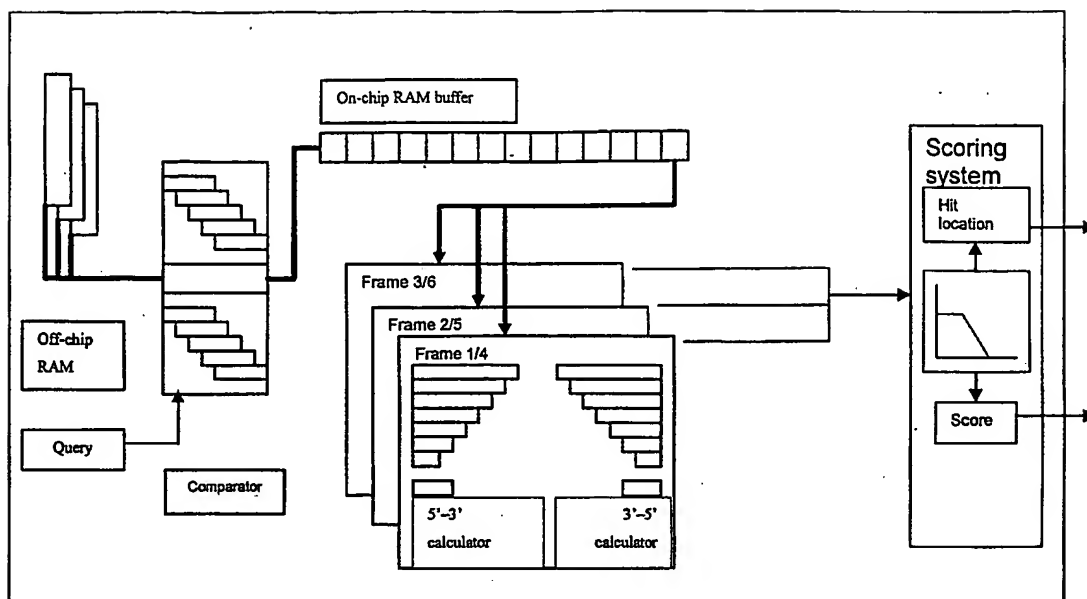 On-chip RAM buffer
Scoring
system
Hit
location
Frame 3/6
Frame 2/5
Frame 1/4
Off-chip
RAM
Query
Comparator
Score
5'–3'
calculator
3'–5'
calculator